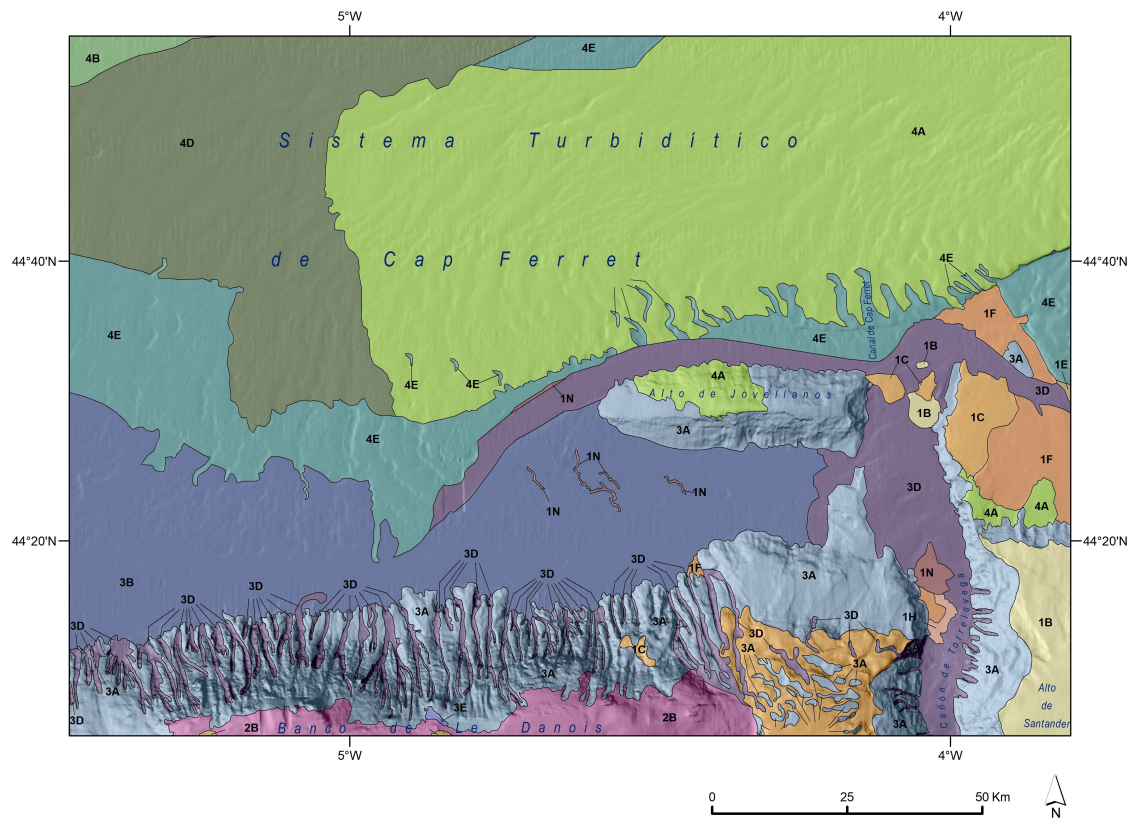 5°W 4°W
4B
4E
4A
4D
Sistema Turbidítico
44°40'N 44°40'N
de Cap Ferret
4E
4E
Canal de Cap Ferret
1F
4E
4E
1B
1C
3A
1E
4E
4E
4A
3D
1N
Alto de Jovellanos
1B
1C
3A
4E
1N
1F
1N
3D
1N
4A
4A
44°20'N 44°20'N
3D
3D
3D
3D
1F
3B
3D
3D
3A
1N
3D
3A
3A
3D
1H
1B
3D
1C
3A
3A
3A
3A
3A
3A
Cañón de Torrelavega
3E
3D
2B
2B
3A
Banco de Le Danois
Alto
de
Santander
5°W 4°W
0 25 50 Km
N